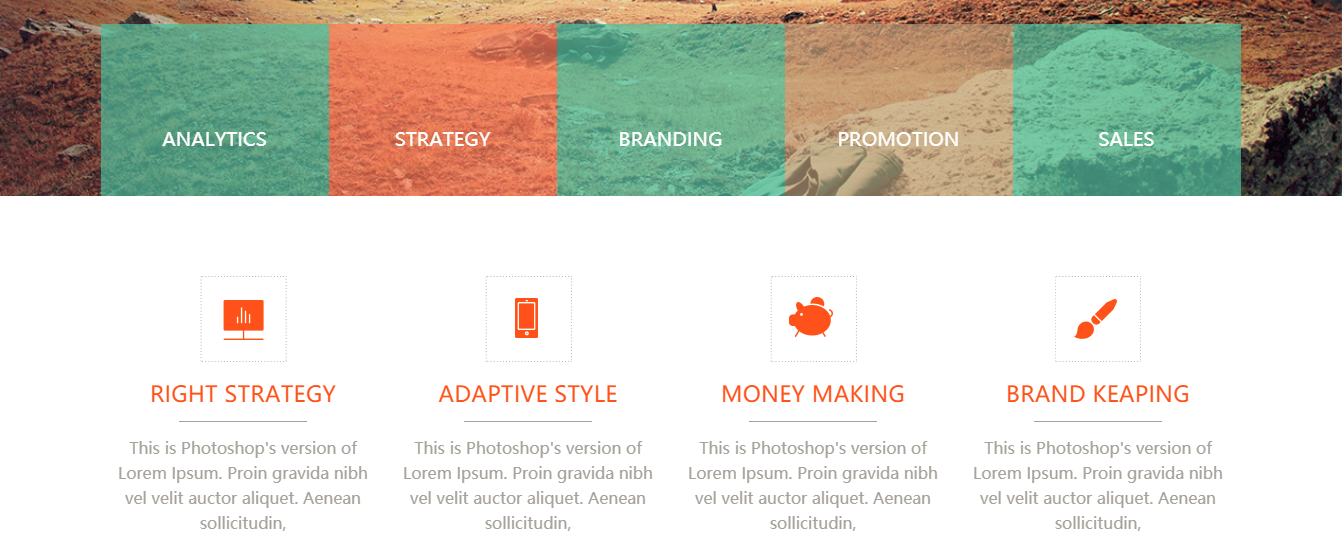 ANALYTICS STRATEGY BRANDING PROMOTION SALES
RIGHT STRATEGY
This is Photoshop's version of
Lorem Ipsum. Proin gravida nibh
vel velit auctor aliquet. Aenean
sollicitudin,
ADAPTIVE STYLE
This is Photoshop's version of
Lorem Ipsum. Proin gravida nibh
vel velit auctor aliquet. Aenean
sollicitudin,
MONEY MAKING
This is Photoshop's version of
Lorem Ipsum. Proin gravida nibh
vel velit auctor aliquet. Aenean
sollicitudin,
BRAND KEAPING
This is Photoshop's version of
Lorem Ipsum. Proin gravida nibh
vel velit auctor aliquet. Aenean
sollicitudin,